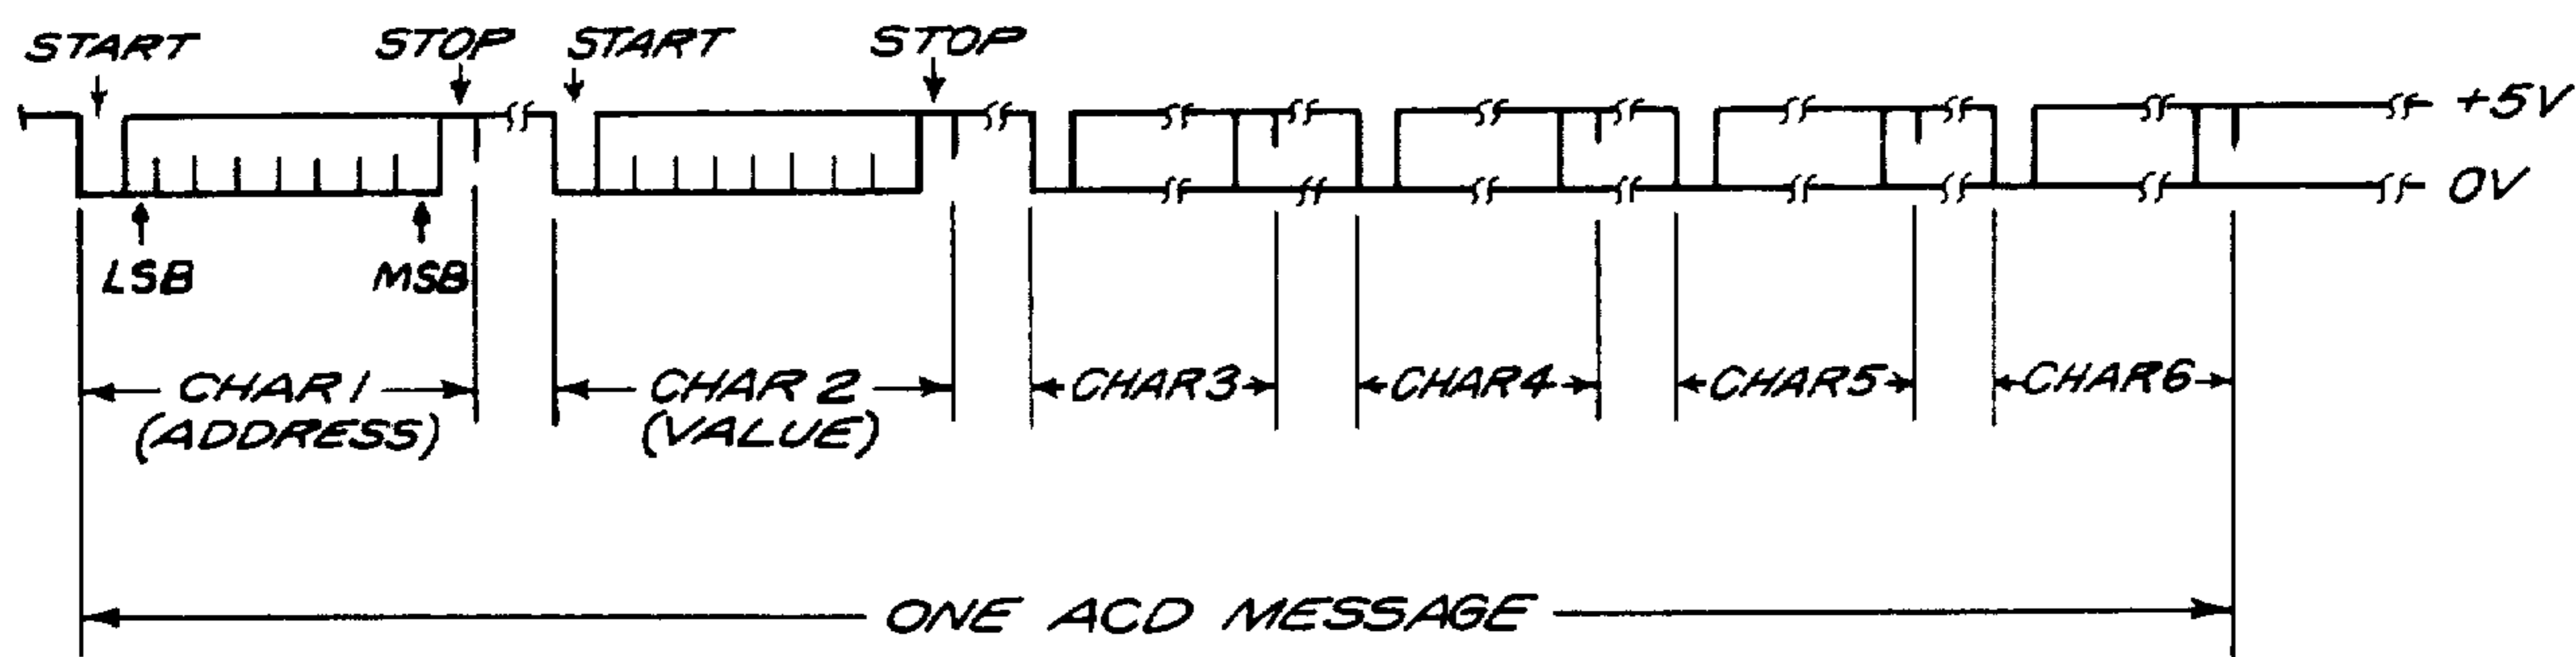 START STOP START STOP
+5V
0V
LSB MSB
CHAR 1 CHAR 2 CHAR3 CHAR4 CHAR5 CHAR6
(ADDRESS) (VALUE)
ONE ACD MESSAGE